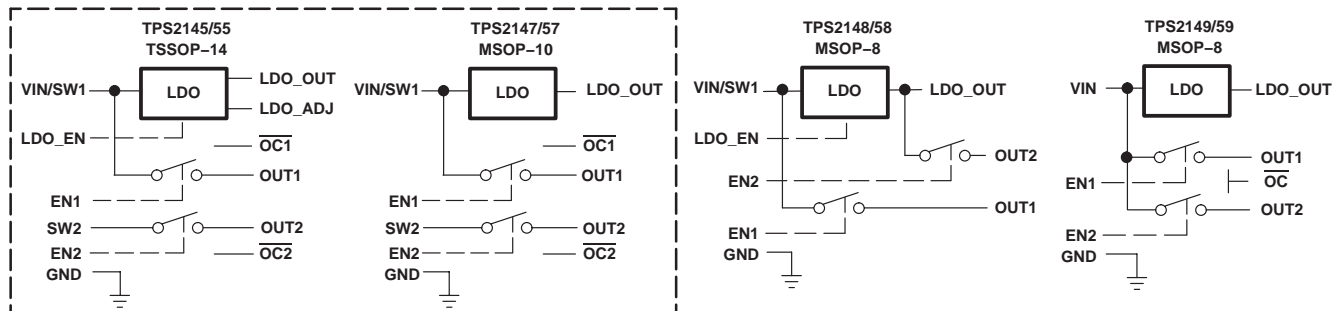 TPS2145/55
TSSOP–14
VIN/SW1
LDO
LDO_OUT
LDO_ADJ
LDO_EN
OC1
OUT1
EN1
SW2
OUT2
EN2
OC2
GND
TPS2147/57
MSOP–10
VIN/SW1
LDO
LDO_OUT
OC1
OUT1
EN1
SW2
OUT2
EN2
OC2
GND
TPS2148/58
MSOP–8
VIN/SW1
LDO
LDO_OUT
LDO_EN
OUT2
EN2
OUT1
EN1
GND
TPS2149/59
MSOP–8
VIN
LDO
LDO_OUT
OUT1
EN1
OC
OUT2
EN2
GND